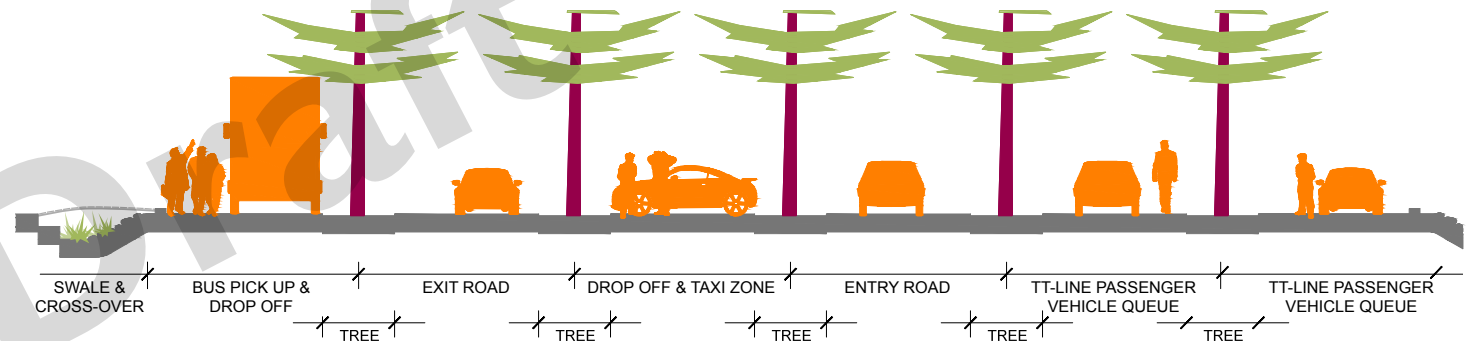 Draft
SWALE &
CROSS-OVER
BUS PICK UP &
DROP OFF
EXIT ROAD
DROP OFF & TAXI ZONE
ENTRY ROAD
TT-LINE PASSENGER
VEHICLE QUEUE
TT-LINE PASSENGER
VEHICLE QUEUE
TREE
TREE
TREE
TREE
TREE